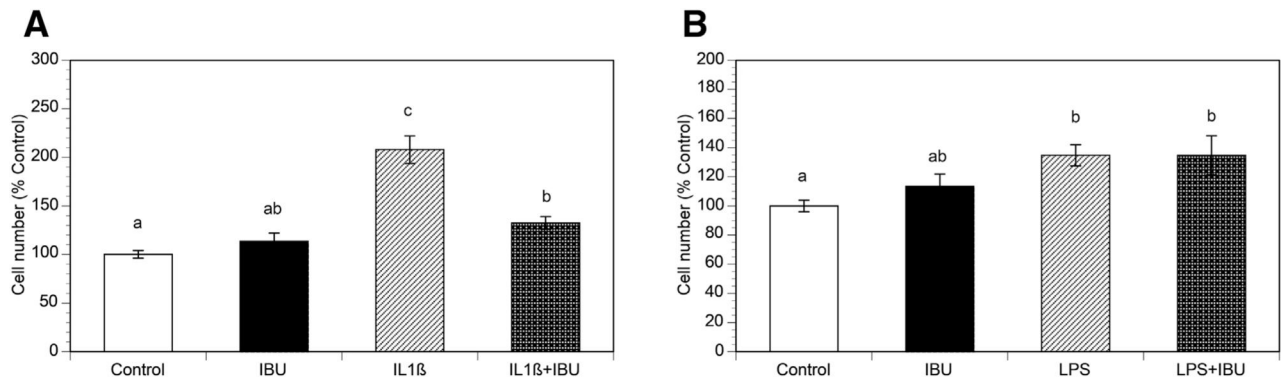 A
Cell number (% Control)
300
250
200
150
100
50
0
a
ab
c
b
Control IBU IL1ß IL1ß+IBU
B
Cell number (% Control)
200
180
160
140
120
100
80
60
40
20
0
a
ab
b
b
Control IBU LPS LPS+IBU